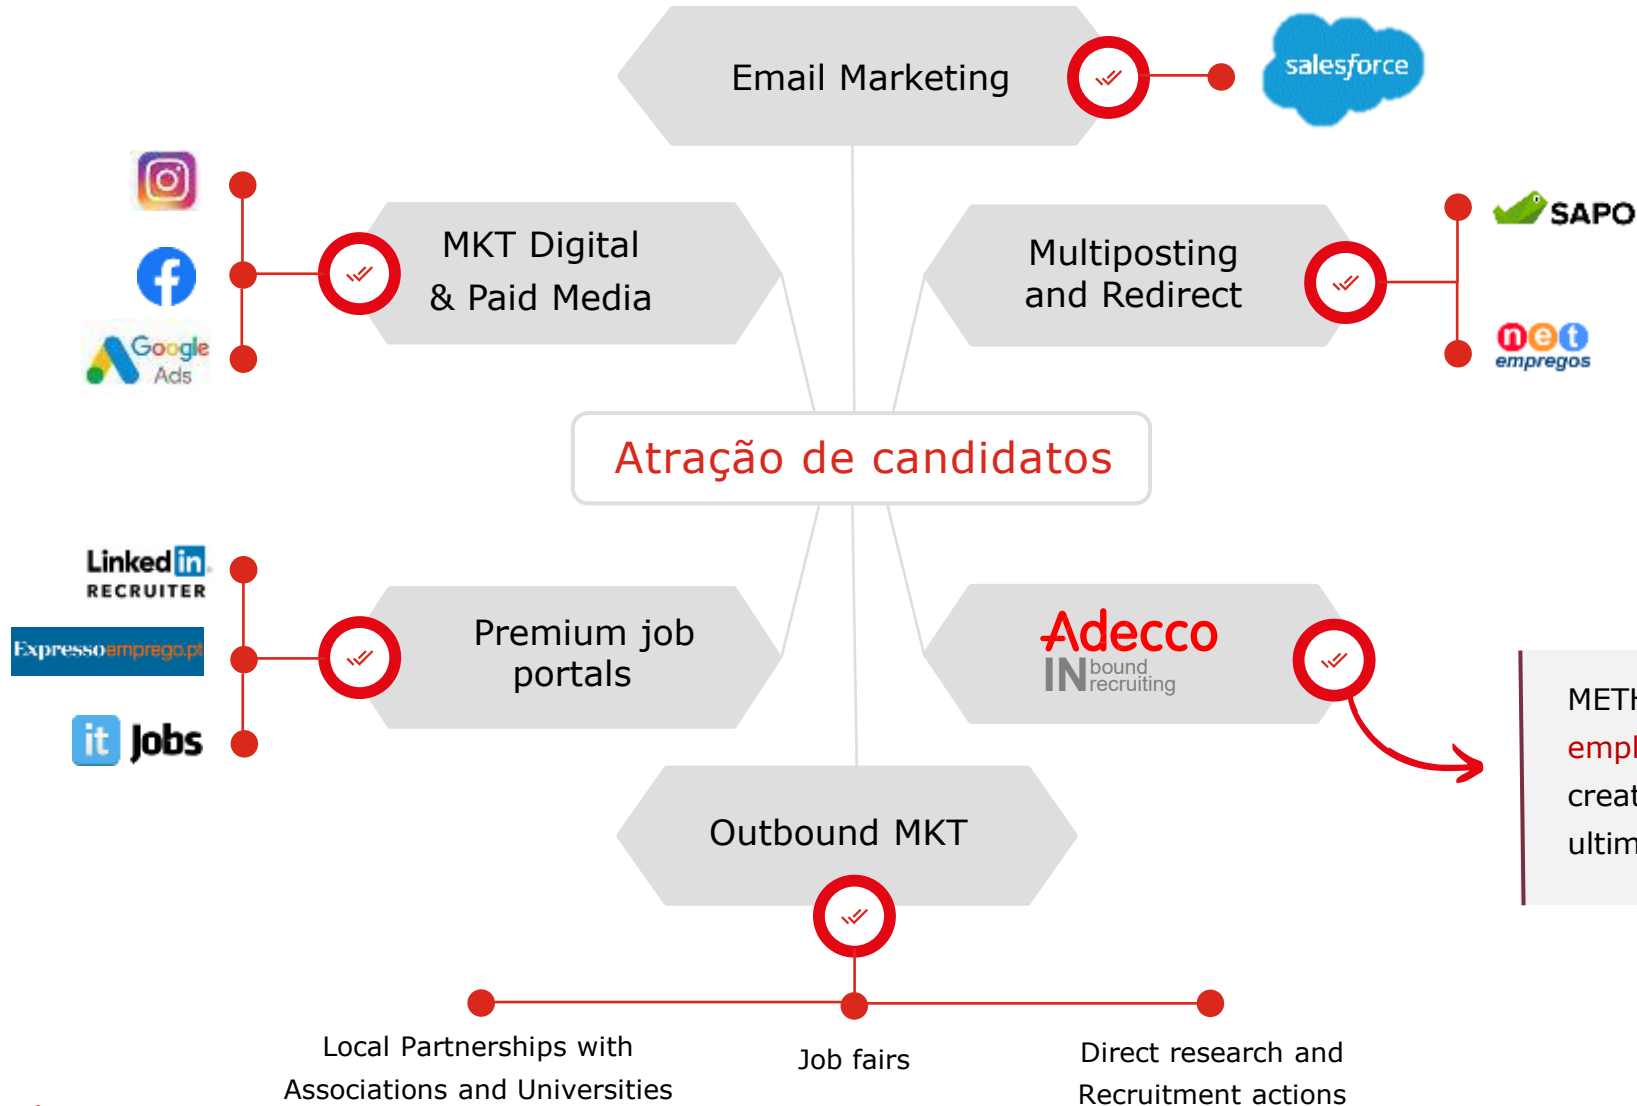 Email Marketing
salesforce
MKT Digital
& Paid Media
Google
Ads
Multiposting
and Redirect
SAPO
net
empregos
Atração de candidatos
Linked in
RECRUITER
Expressoemprego.pt
it Jobs
Premium job
portals
Adecco
IN bound
recruiting
Outbound MKT
Local Partnerships with
Associations and Universities
Job fairs
Direct research and
Recruitment actions